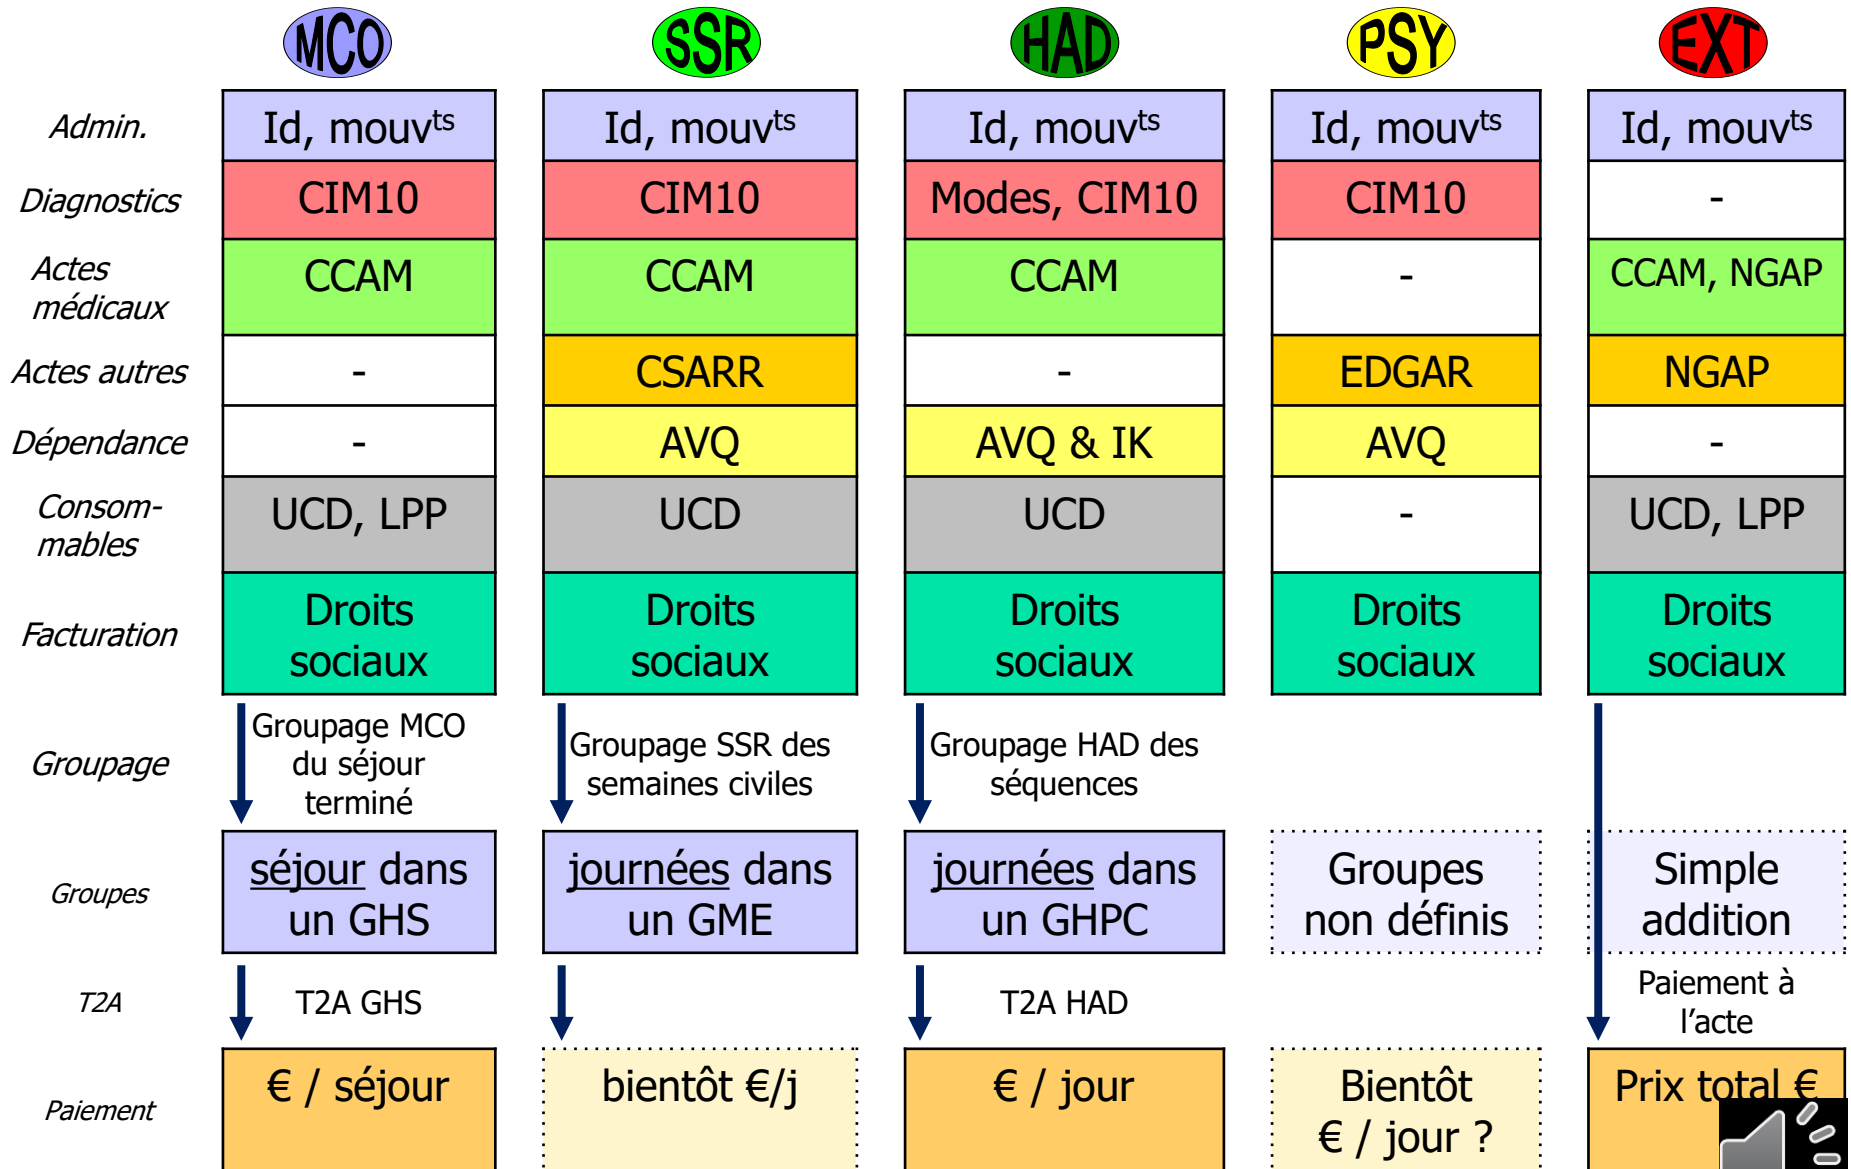 MCO SSR HAD PSY EXT
Admin. Id, mouvts Id, mouvts Id, mouvts Id, mouvts Id, mouvts
Diagnostics CIM10 CIM10 Modes, CIM10 CIM10 -
Actes
médicaux CCAM CCAM CCAM - CCAM, NGAP
Actes autres - CSARR - EDGAR NGAP
Dépendance - AVQ AVQ & IK AVQ -
Consom-
mables UCD, LPP UCD UCD - UCD, LPP
Facturation Droits Droits Droits Droits Droits
sociaux sociaux sociaux sociaux sociaux
Groupage
Groupage MCO
du séjour
terminé
Groupage SSR des
semaines civiles
Groupage HAD des
séquences
Groupes
séjour dans
un GHS
journées dans
un GME
journées dans
un GHPC
Groupes
non définis
Simple
addition
T2A T2A GHS T2A HAD
Paiement à
l’acte
Paiement € / séjour bientôt €/j € / jour
Bientôt
€ / jour ?
Prix total €